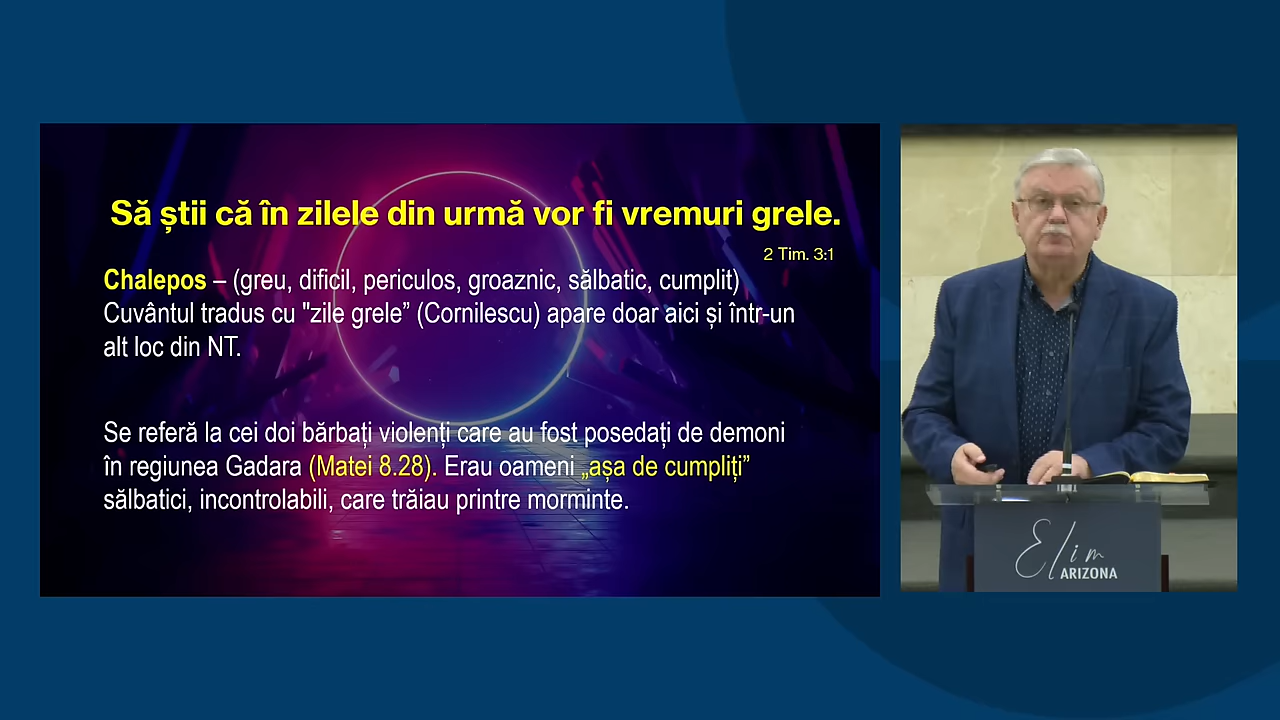 Să știi că în zilele din urmă vor fi vremuri grele.
2 Tim. 3:1
Chalepos – (greu, dificil, periculos, groaznic, sălbatic, cumplit)
Cuvântul tradus cu "zile grele” (Cornilescu) apare doar aici și într-un
alt loc din NT.
Se referă la cei doi bărbați violenți care au fost posedați de demoni
în regiunea Gadara (Matei 8.28). Erau oameni „așa de cumpliți”
sălbatici, incontrolabili, care trăiau printre morminte.
Elim
ARIZONA